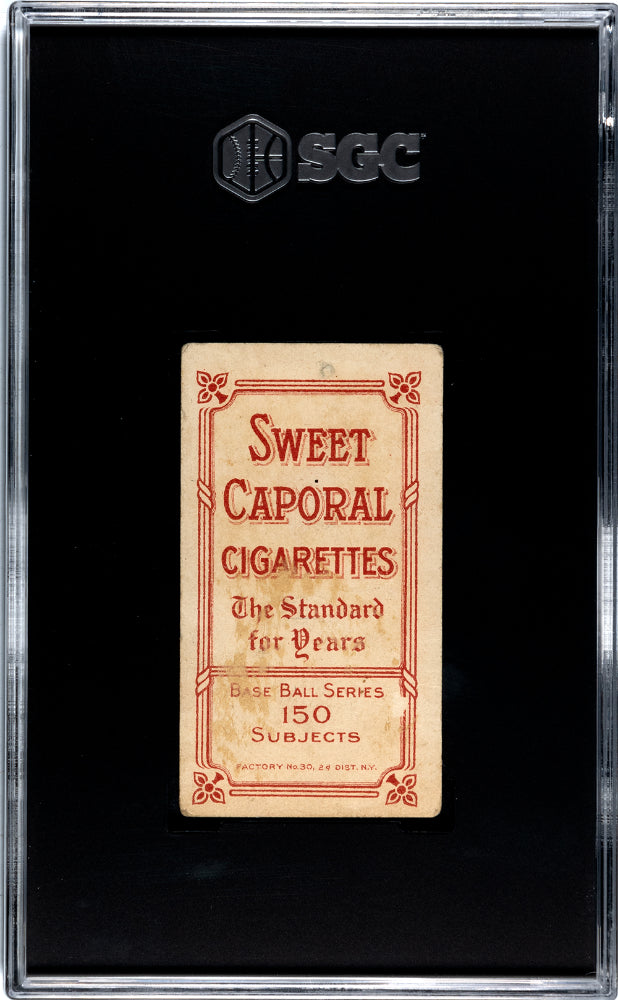 SGC
SWEET
CAPORAL
CIGARETTES
The Standard
for Years
BASE BALL SERIES
150
SUBJECTS
FACTORY No. 30, 2d DIST. N.Y.